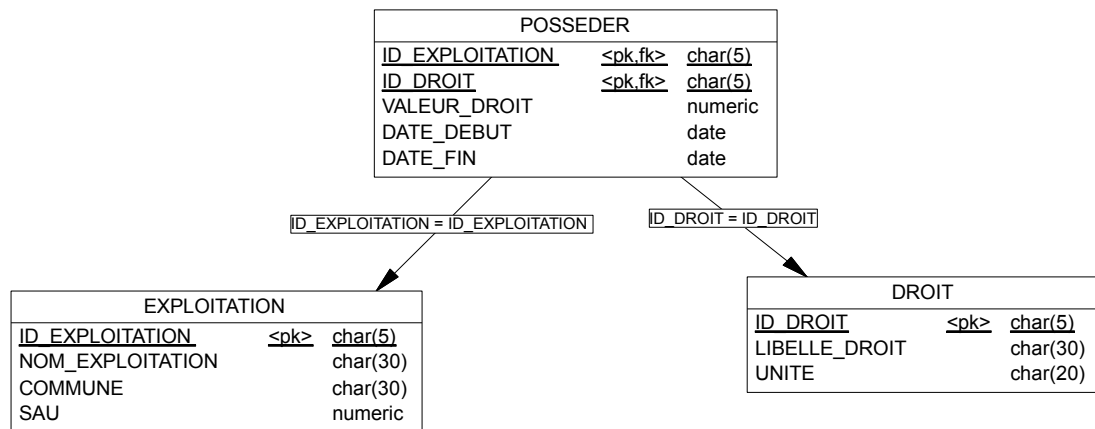 POSSEDER
ID_EXPLOITATION <pk,fk> char(5)
ID_DROIT <pk,fk> char(5)
VALEUR_DROIT numeric
DATE_DEBUT date
DATE_FIN date
ID_EXPLOITATION = ID_EXPLOITATION
ID_DROIT = ID_DROIT
EXPLOITATION
ID_EXPLOITATION <pk> char(5)
NOM_EXPLOITATION char(30)
COMMUNE char(30)
SAU numeric
DROIT
ID_DROIT <pk> char(5)
LIBELLE_DROIT char(30)
UNITE char(20)